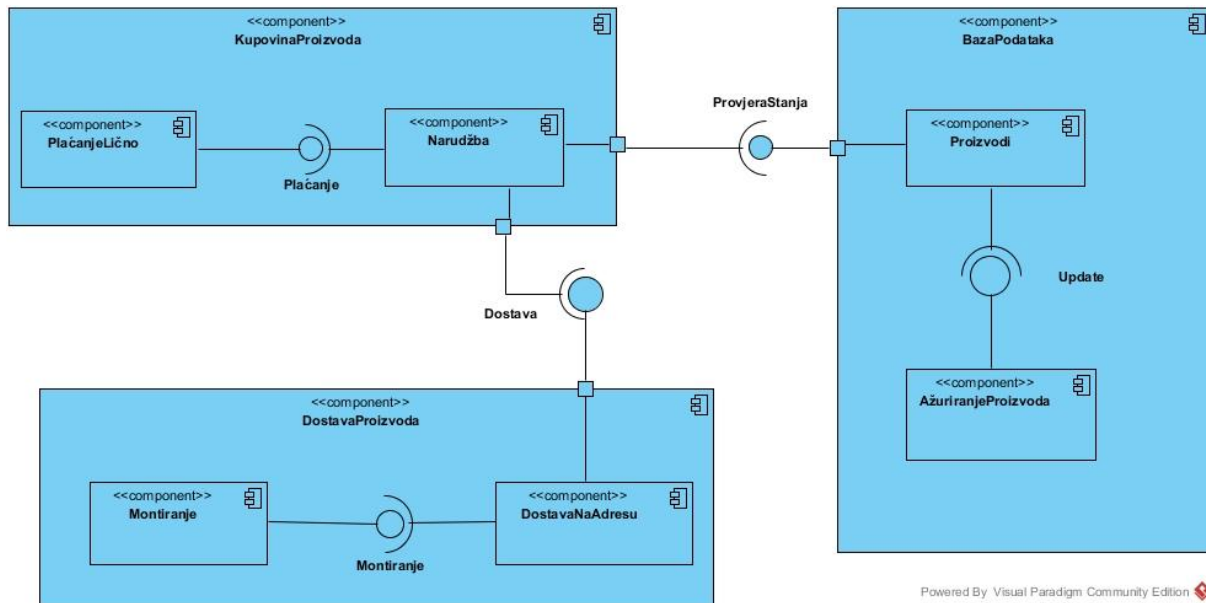 <<component>>
KupovinaProizvoda
<<component>>
PlaćanjeLično
Plaćanje
<<component>>
Narudžba
ProvjeraStanja
<<component>>
BazaPodataka
<<component>>
Proizvodi
Update
<<component>>
AžuriranjeProizvoda
Dostava
<<component>>
DostavaProizvoda
<<component>>
Montiranje
Montiranje
<<component>>
DostavaNaAdresu
Powered By Visual Paradigm Community Edition